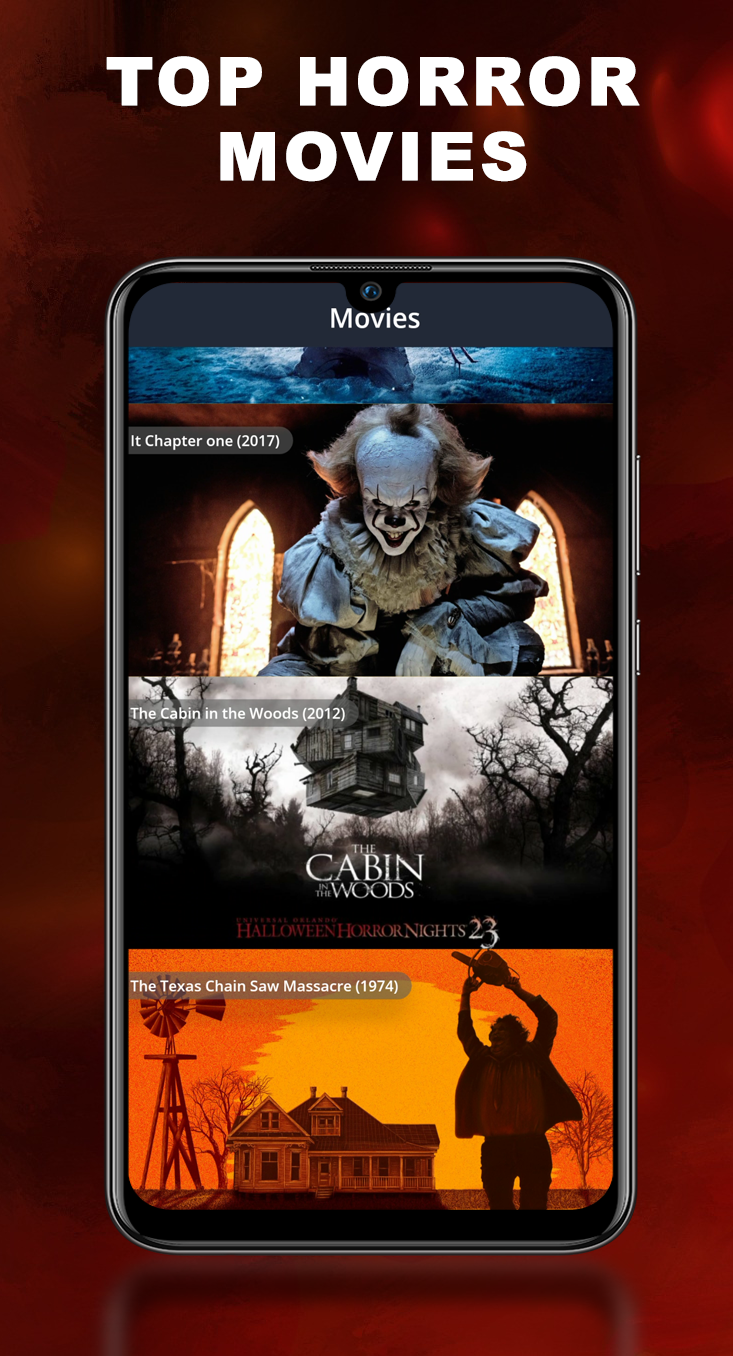 TOP HORROR
MOVIES
Movies
It Chapter one (2017)
The Cabin in the Woods (2012)
THE
CABIN
IN THE WOODS
UNIVERSAL ORLANDO
HALLOWEEN HORROR NIGHTS 23
The Texas Chain Saw Massacre (1974)